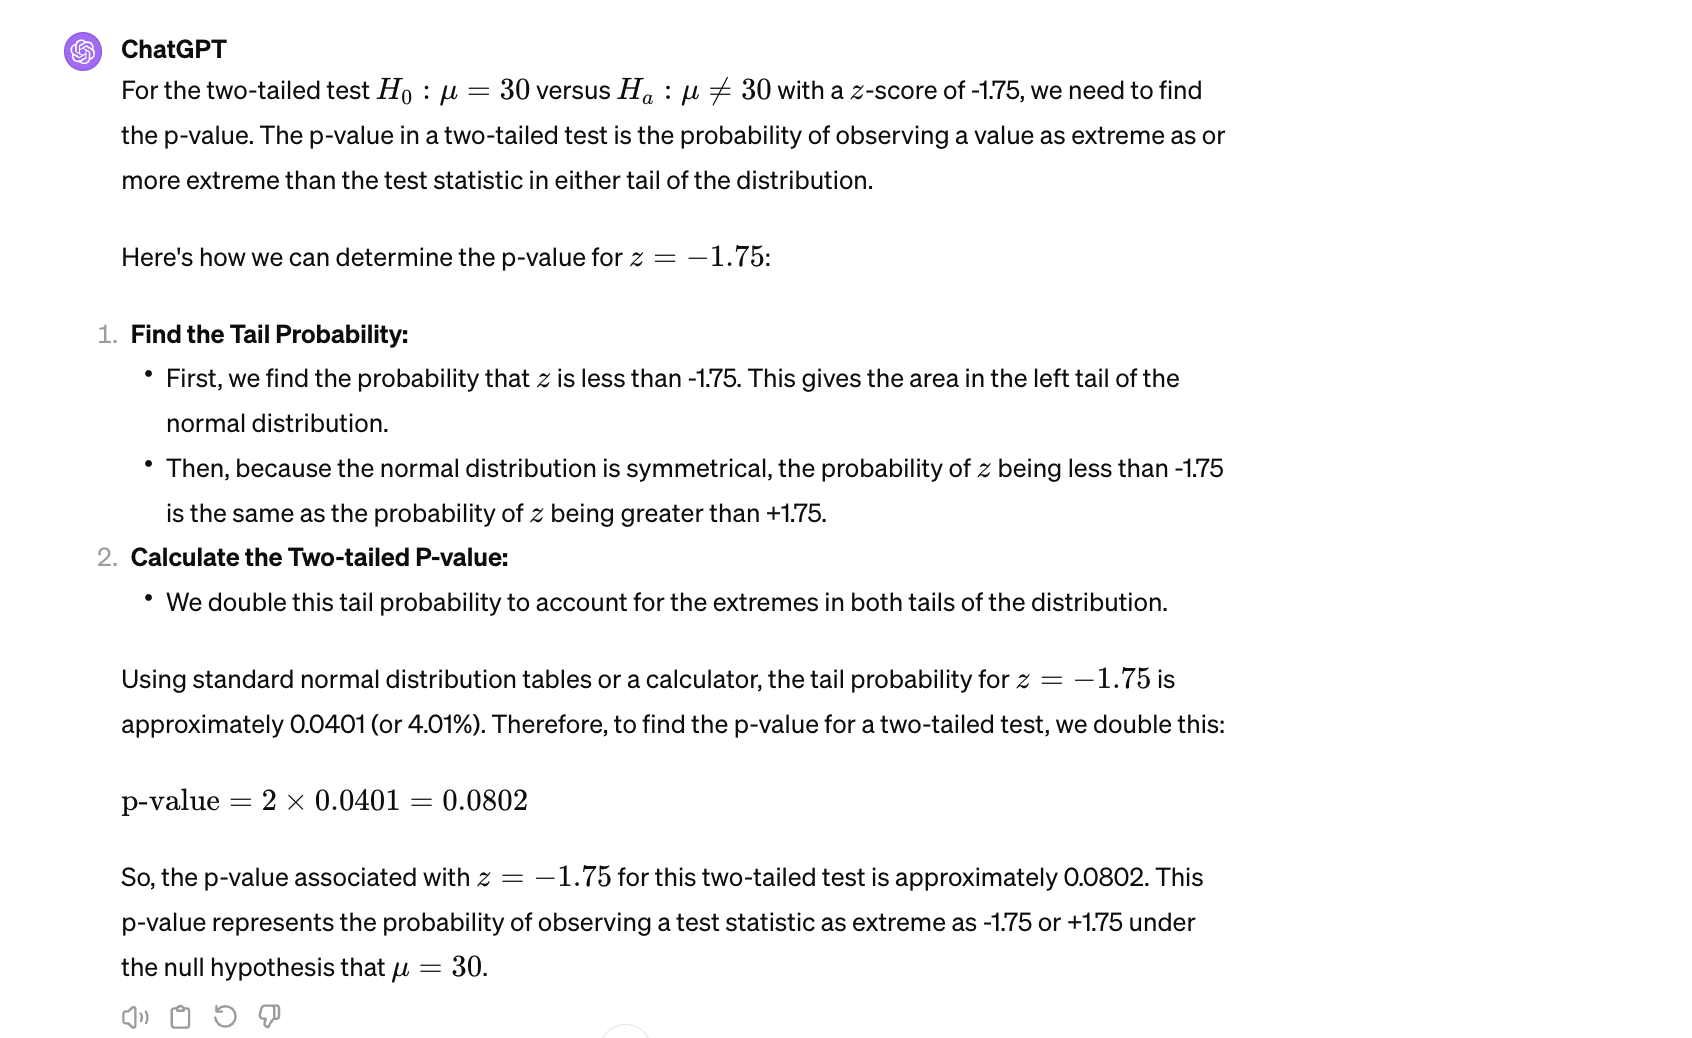 ChatGPT
For the two-tailed test H₀ : μ = 30 versus Hₐ : μ ≠ 30 with a z-score of -1.75, we need to find
the p-value. The p-value in a two-tailed test is the probability of observing a value as extreme as or
more extreme than the test statistic in either tail of the distribution.
Here's how we can determine the p-value for z = −1.75:
1. Find the Tail Probability:
• First, we find the probability that z is less than -1.75. This gives the area in the left tail of the
normal distribution.
• Then, because the normal distribution is symmetrical, the probability of z being less than -1.75
is the same as the probability of z being greater than +1.75.
2. Calculate the Two-tailed P-value:
• We double this tail probability to account for the extremes in both tails of the distribution.
Using standard normal distribution tables or a calculator, the tail probability for z = −1.75 is
approximately 0.0401 (or 4.01%). Therefore, to find the p-value for a two-tailed test, we double this:
p-value = 2 × 0.0401 = 0.0802
So, the p-value associated with z = −1.75 for this two-tailed test is approximately 0.0802. This
p-value represents the probability of observing a test statistic as extreme as -1.75 or +1.75 under
the null hypothesis that μ = 30.